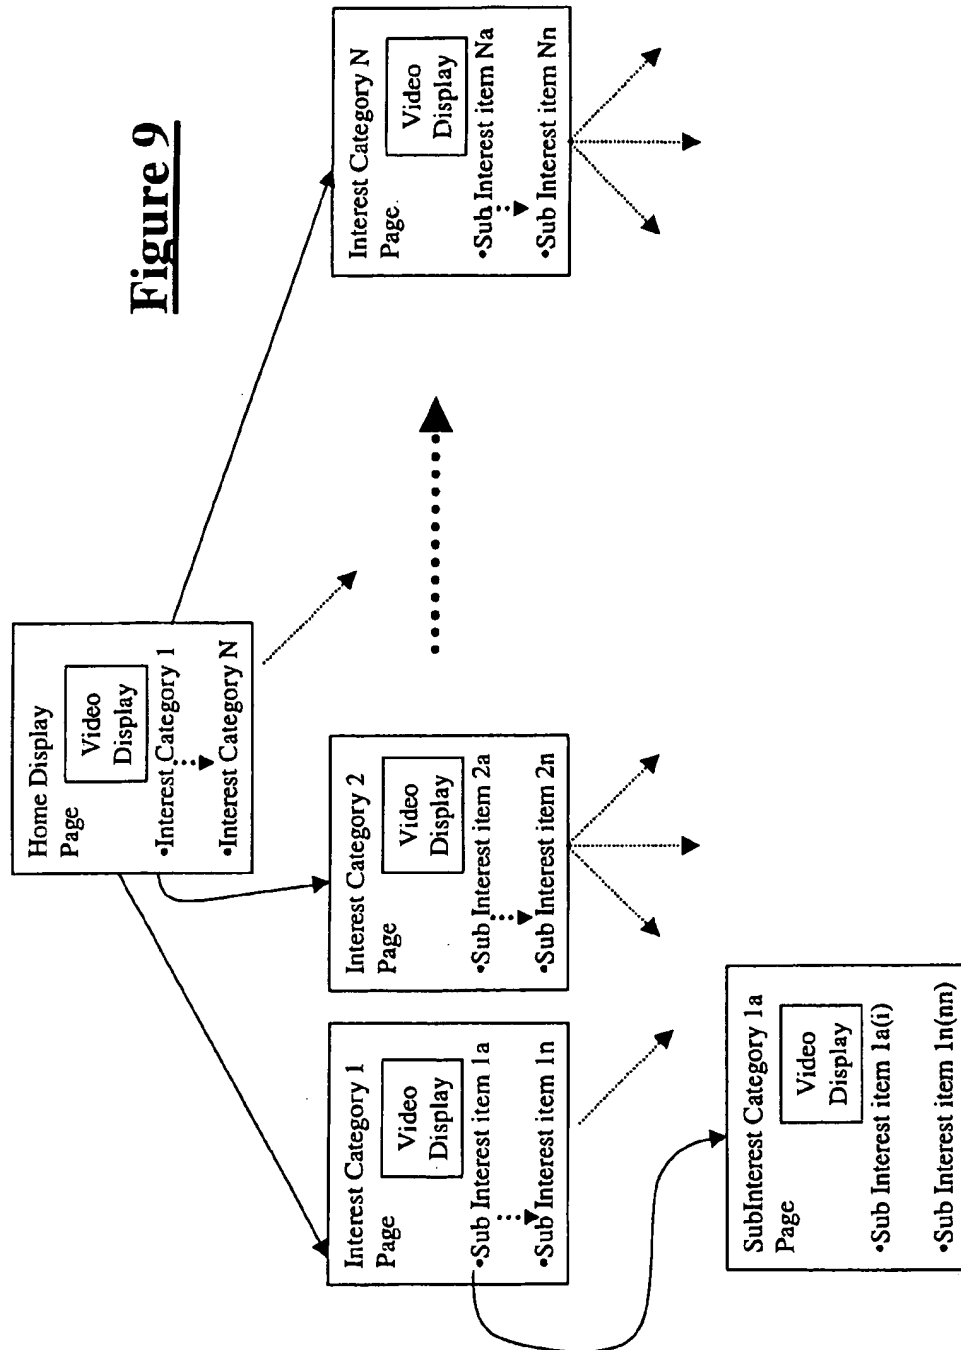 Figure 9
Home Display
Page
Video
Display
•Interest Category 1
•Interest Category N
Interest Category 1
Page
Video
Display
•Sub Interest item 1a
•Sub Interest item 1n
Interest Category 2
Page
Video
Display
•Sub Interest item 2a
•Sub Interest item 2n
Interest Category N
Page
Video
Display
•Sub Interest item Na
•Sub Interest item Nn
SubInterest Category 1a
Page
Video
Display
•Sub Interest item 1a(i)
•Sub Interest item 1n(nn)